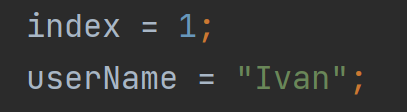 index = 1;
userName = "Ivan";